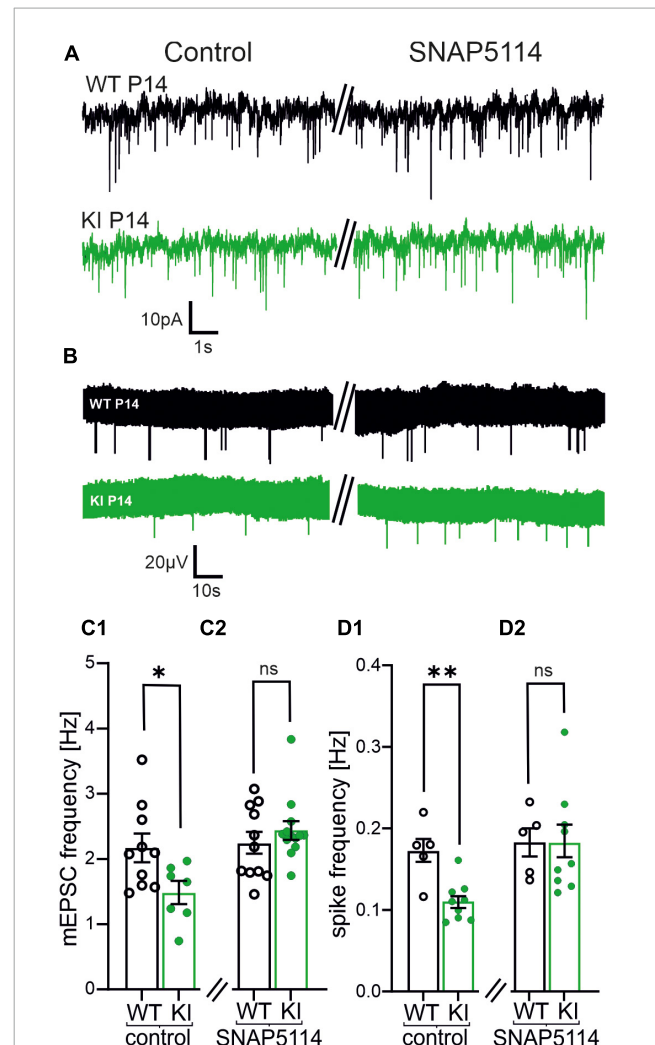 A
Control SNAP5114
WT P14
KI P14
10pA
1s
B
WT P14
KI P14
20µV
10s
C1 C2 D1 D2
* ns ** ns
mEPSC frequency [Hz]
5
4
3
2
1
0
WT KI WT KI
control SNAP5114
spike frequency [Hz]
0.4
0.3
0.2
0.1
0.0
WT KI WT KI
control SNAP5114